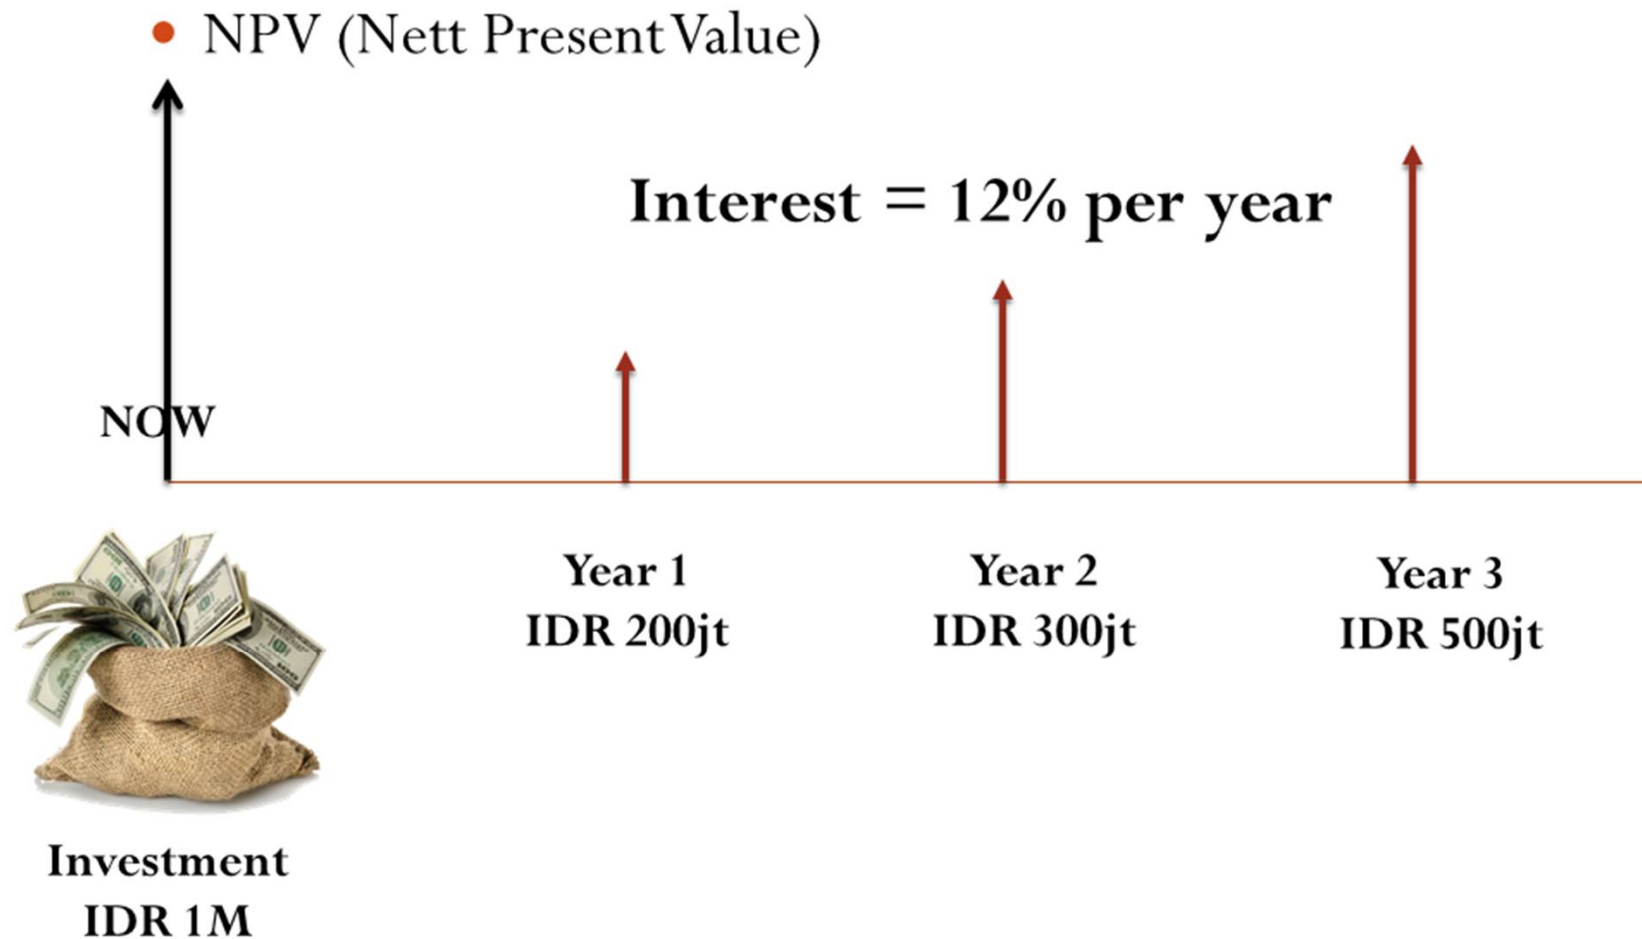 NPV (Nett Present Value)
Interest = 12% per year
NOW
Year 1
IDR 200jt
Year 2
IDR 300jt
Year 3
IDR 500jt
Investment
IDR 1M